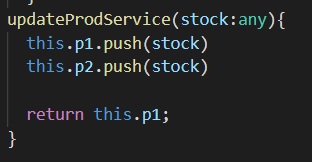 updateProdService(stock:any){
this.p1.push(stock)
this.p2.push(stock)
return this.p1;
}